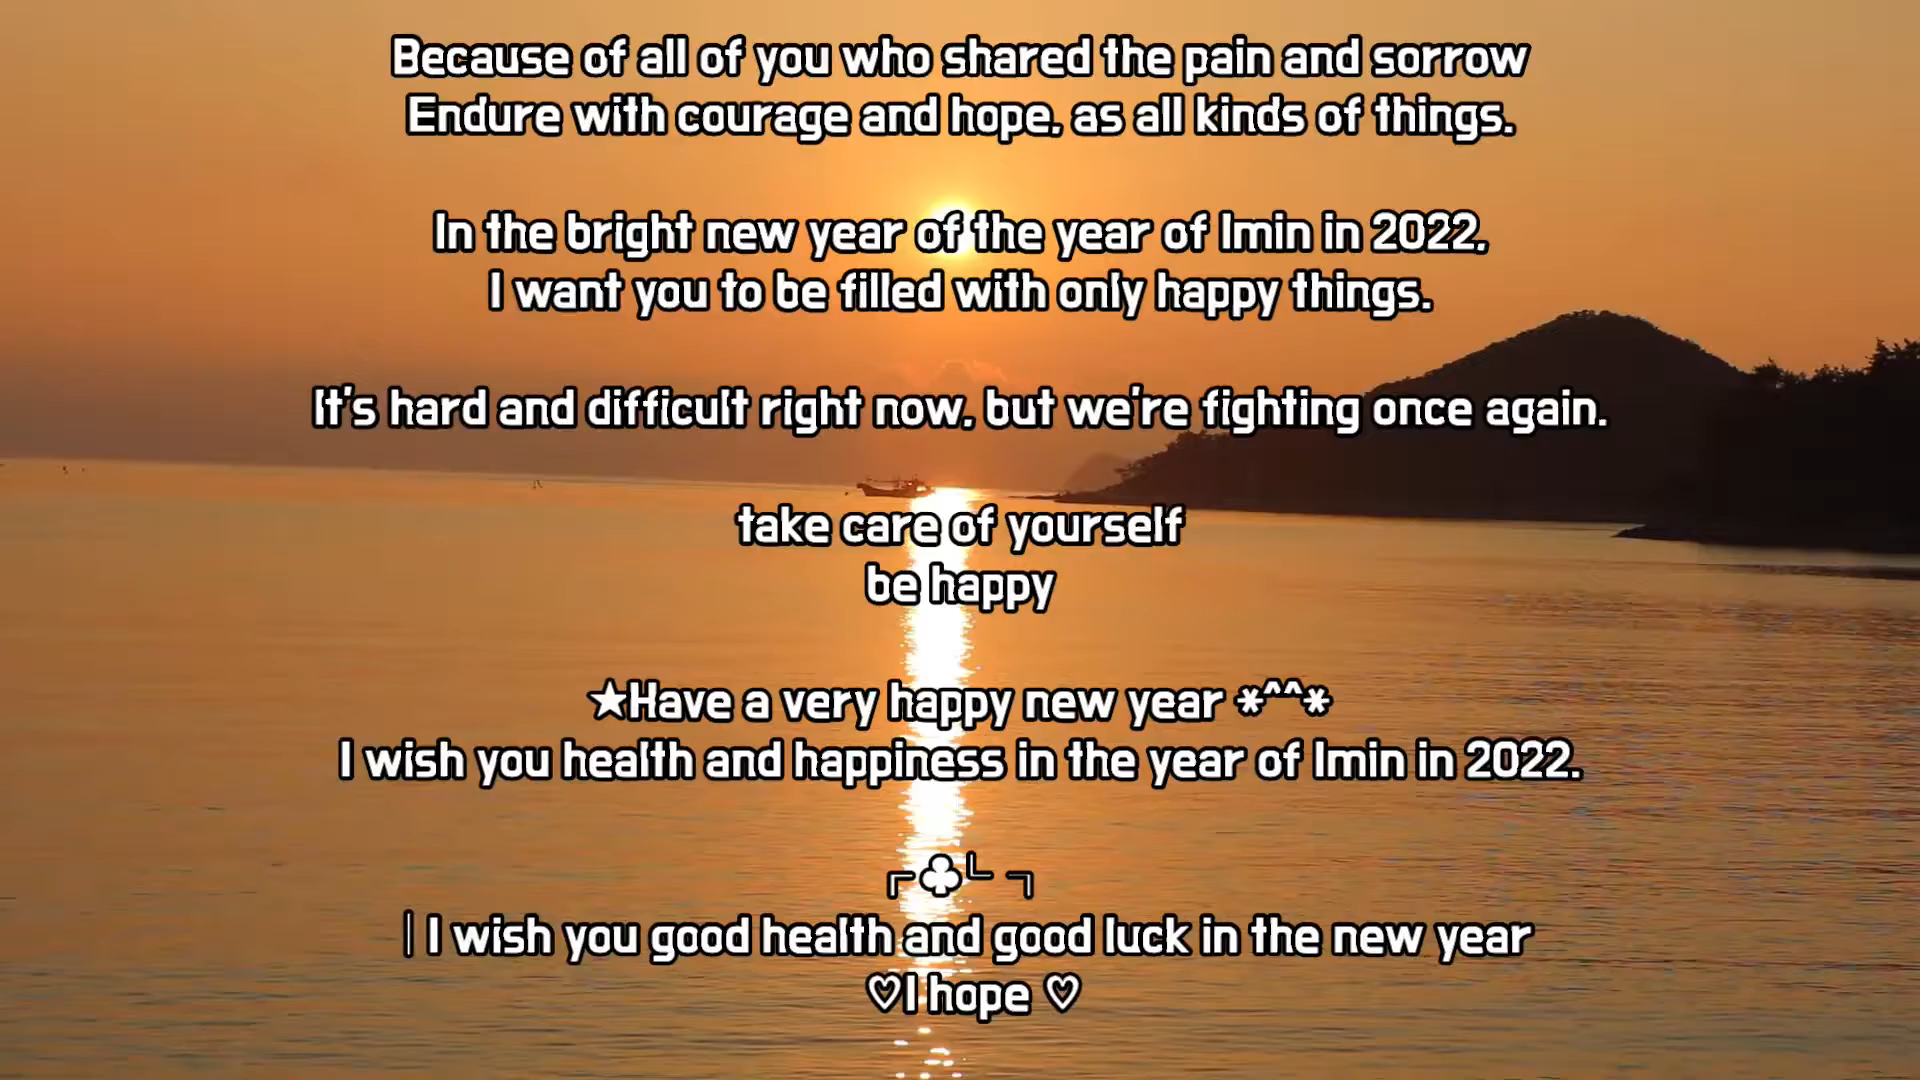 Because of all of you who shared the pain and sorrow
Endure with courage and hope, as all kinds of things.
In the bright new year of the year of Imin in 2022,
I want you to be filled with only happy things.
It's hard and difficult right now, but we're fighting once again.
take care of yourself
be happy
★Have a very happy new year *^^*
I wish you health and happiness in the year of Imin in 2022.
┌♣└ ┐
│I wish you good health and good luck in the new year
♡I hope ♡